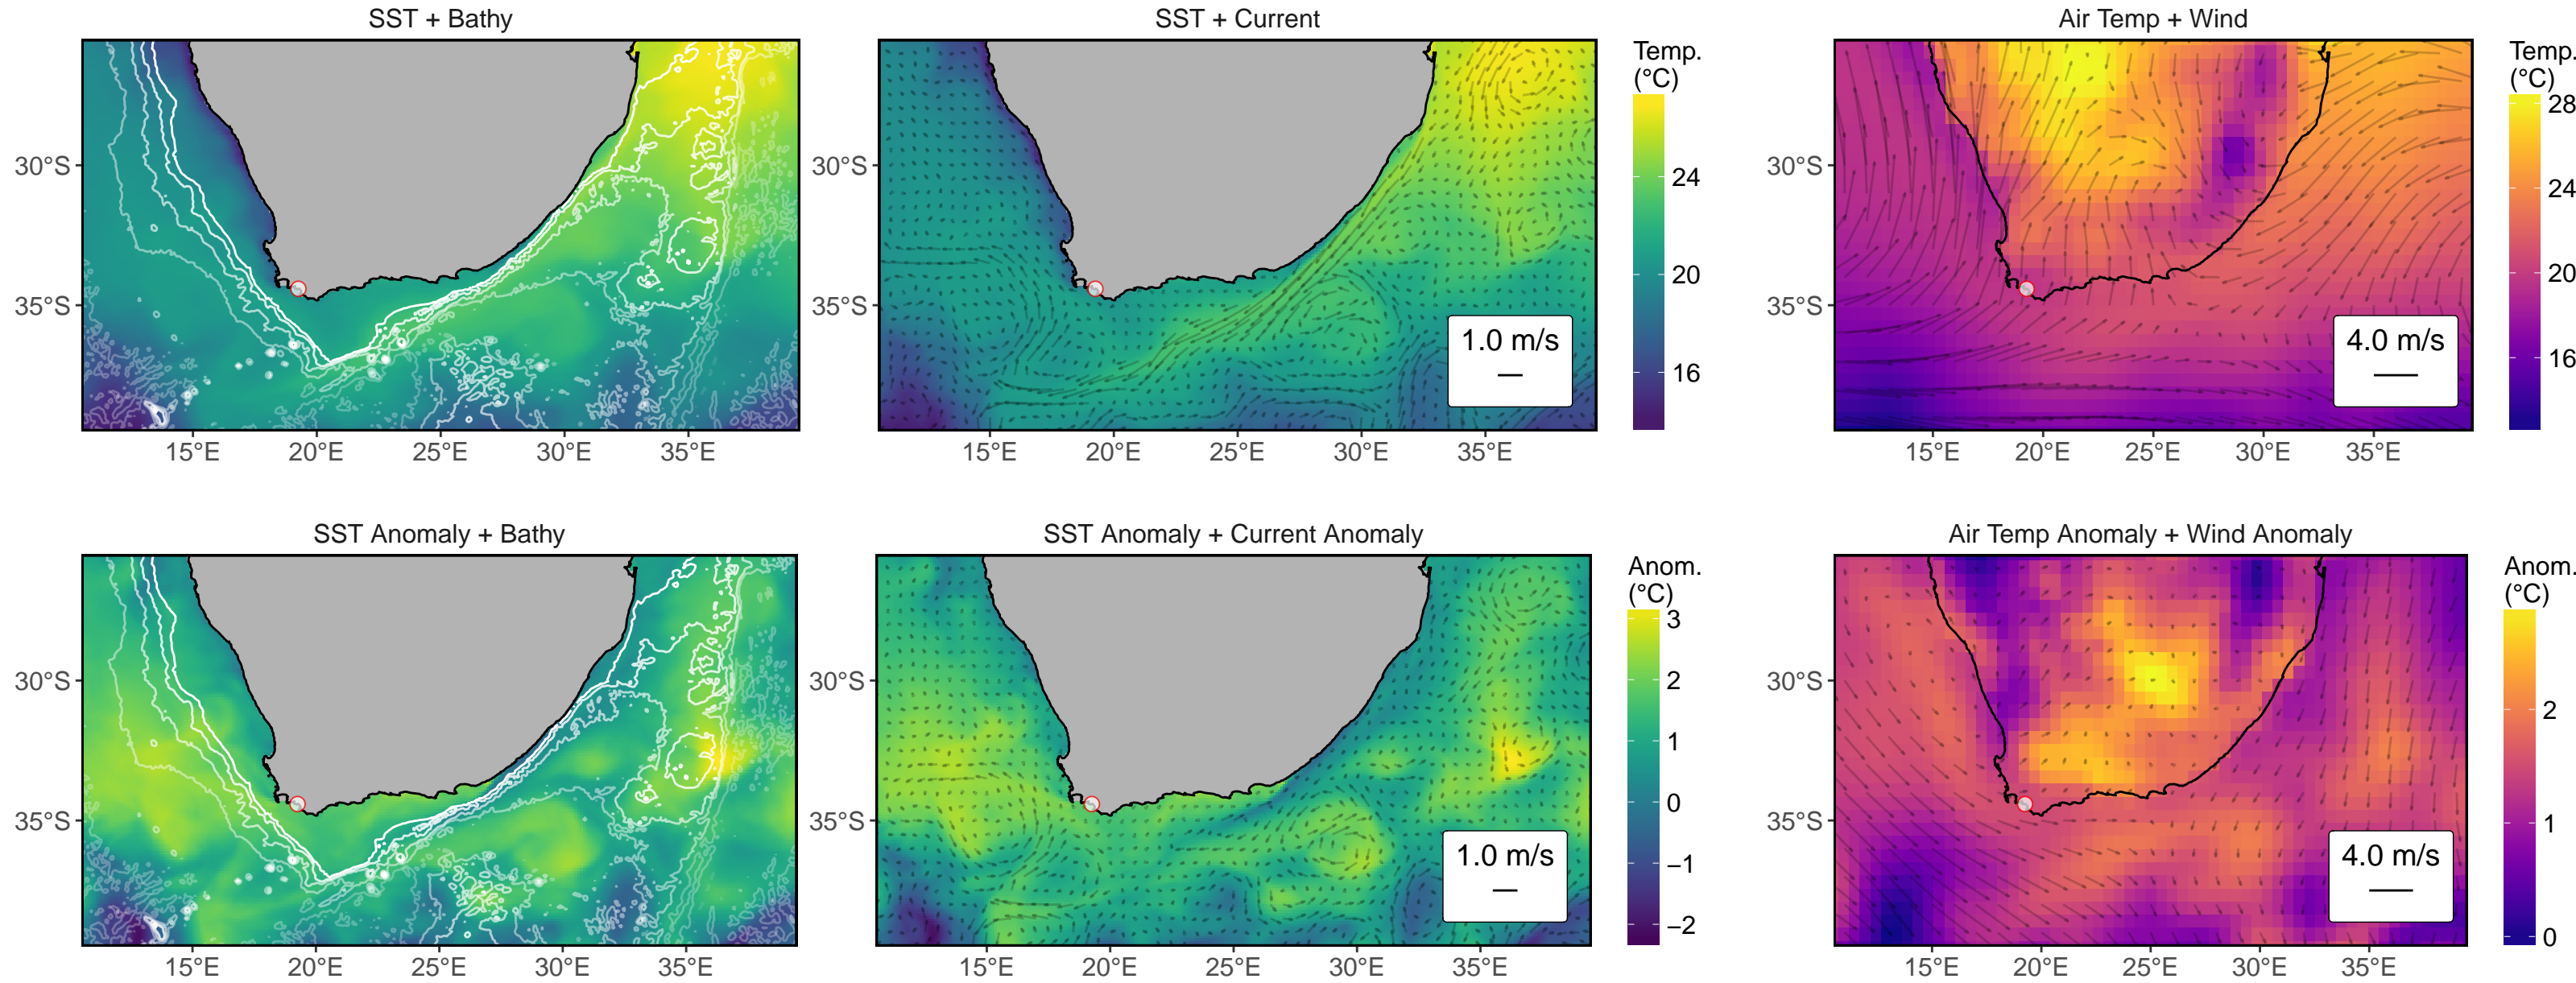 SST + Bathy
30°S
35°S
15°E 20°E 25°E 30°E 35°E
SST + Current
30°S
35°S
15°E 20°E 25°E 30°E 35°E
1.0 m/s
Temp.
(°C)
24
20
16
Air Temp + Wind
30°S
35°S
15°E 20°E 25°E 30°E 35°E
4.0 m/s
Temp.
(°C)
28
24
20
16
SST Anomaly + Bathy
30°S
35°S
15°E 20°E 25°E 30°E 35°E
SST Anomaly + Current Anomaly
30°S
35°S
15°E 20°E 25°E 30°E 35°E
1.0 m/s
Anom.
(°C)
3
2
1
0
−1
−2
Air Temp Anomaly + Wind Anomaly
30°S
35°S
15°E 20°E 25°E 30°E 35°E
4.0 m/s
Anom.
(°C)
2
1
0